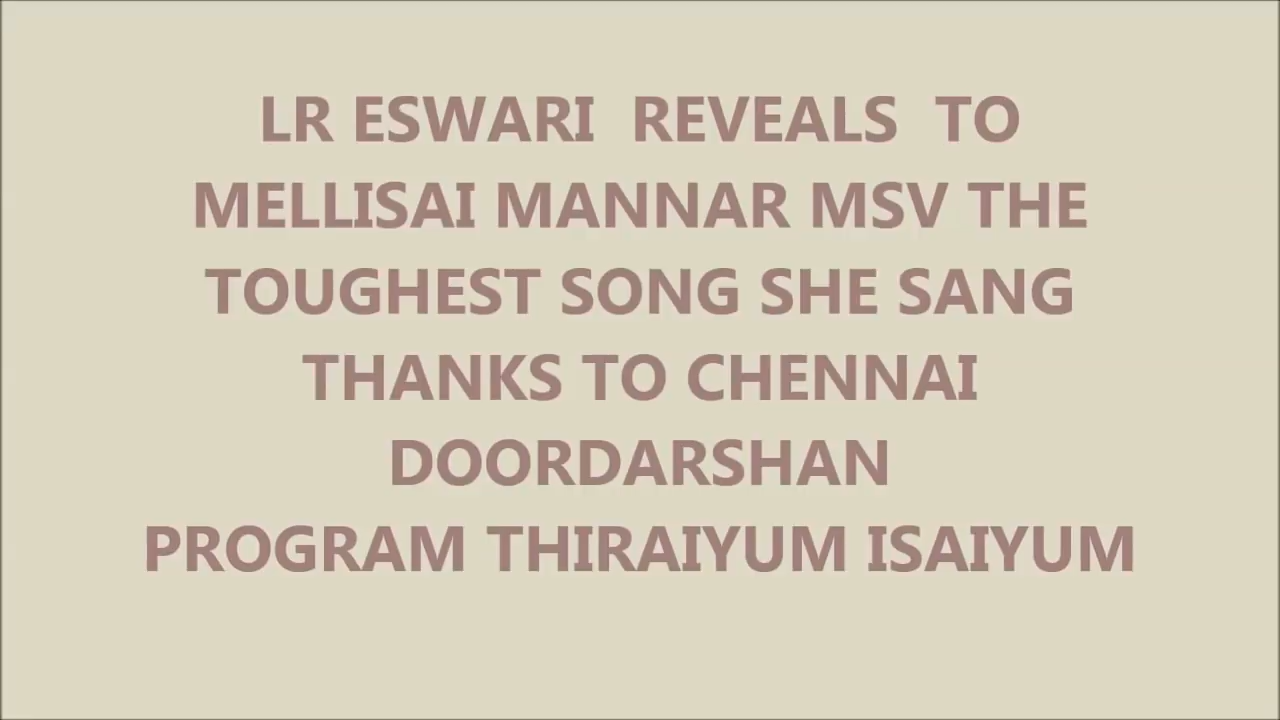 LR ESWARI  REVEALS  TO
MELLISAI MANNAR MSV THE
TOUGHEST SONG SHE SANG
THANKS TO CHENNAI
DOORDARSHAN
PROGRAM THIRAIYUM ISAIYUM